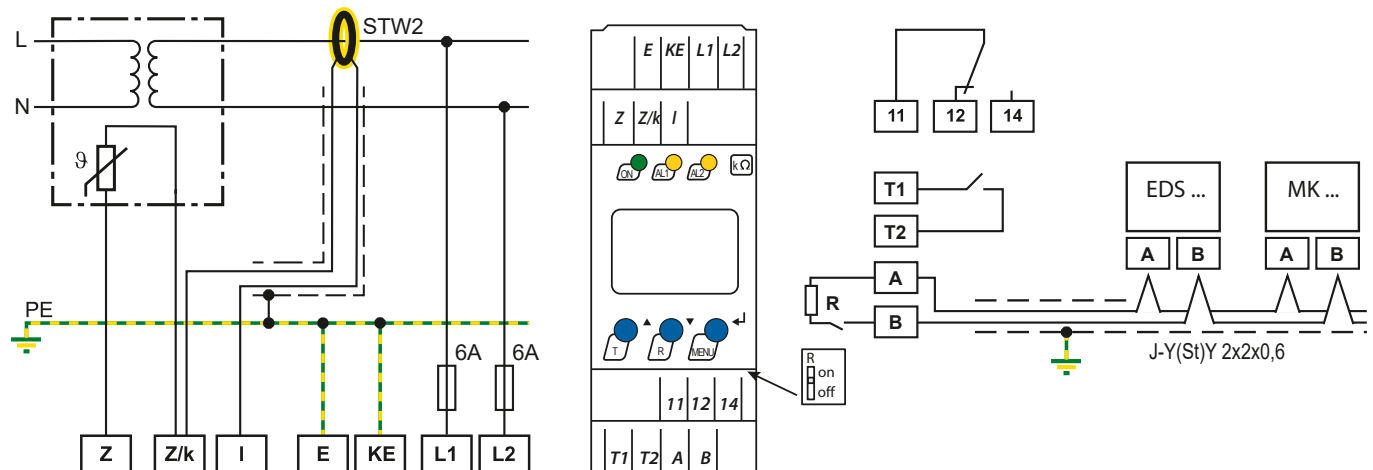 STW2
L
N
ϑ
PE
6A 6A
Z Z/k I E KE L1 L2
E KE L1 L2
Z Z/k I
ON AL1 AL2 kΩ
T R MENU
11 12 14
T1 T2 A B
R
on
off
11 12 14
T1
T2
A
R
B
EDS ... MK ...
A B A B
J-Y(St)Y 2x2x0,6